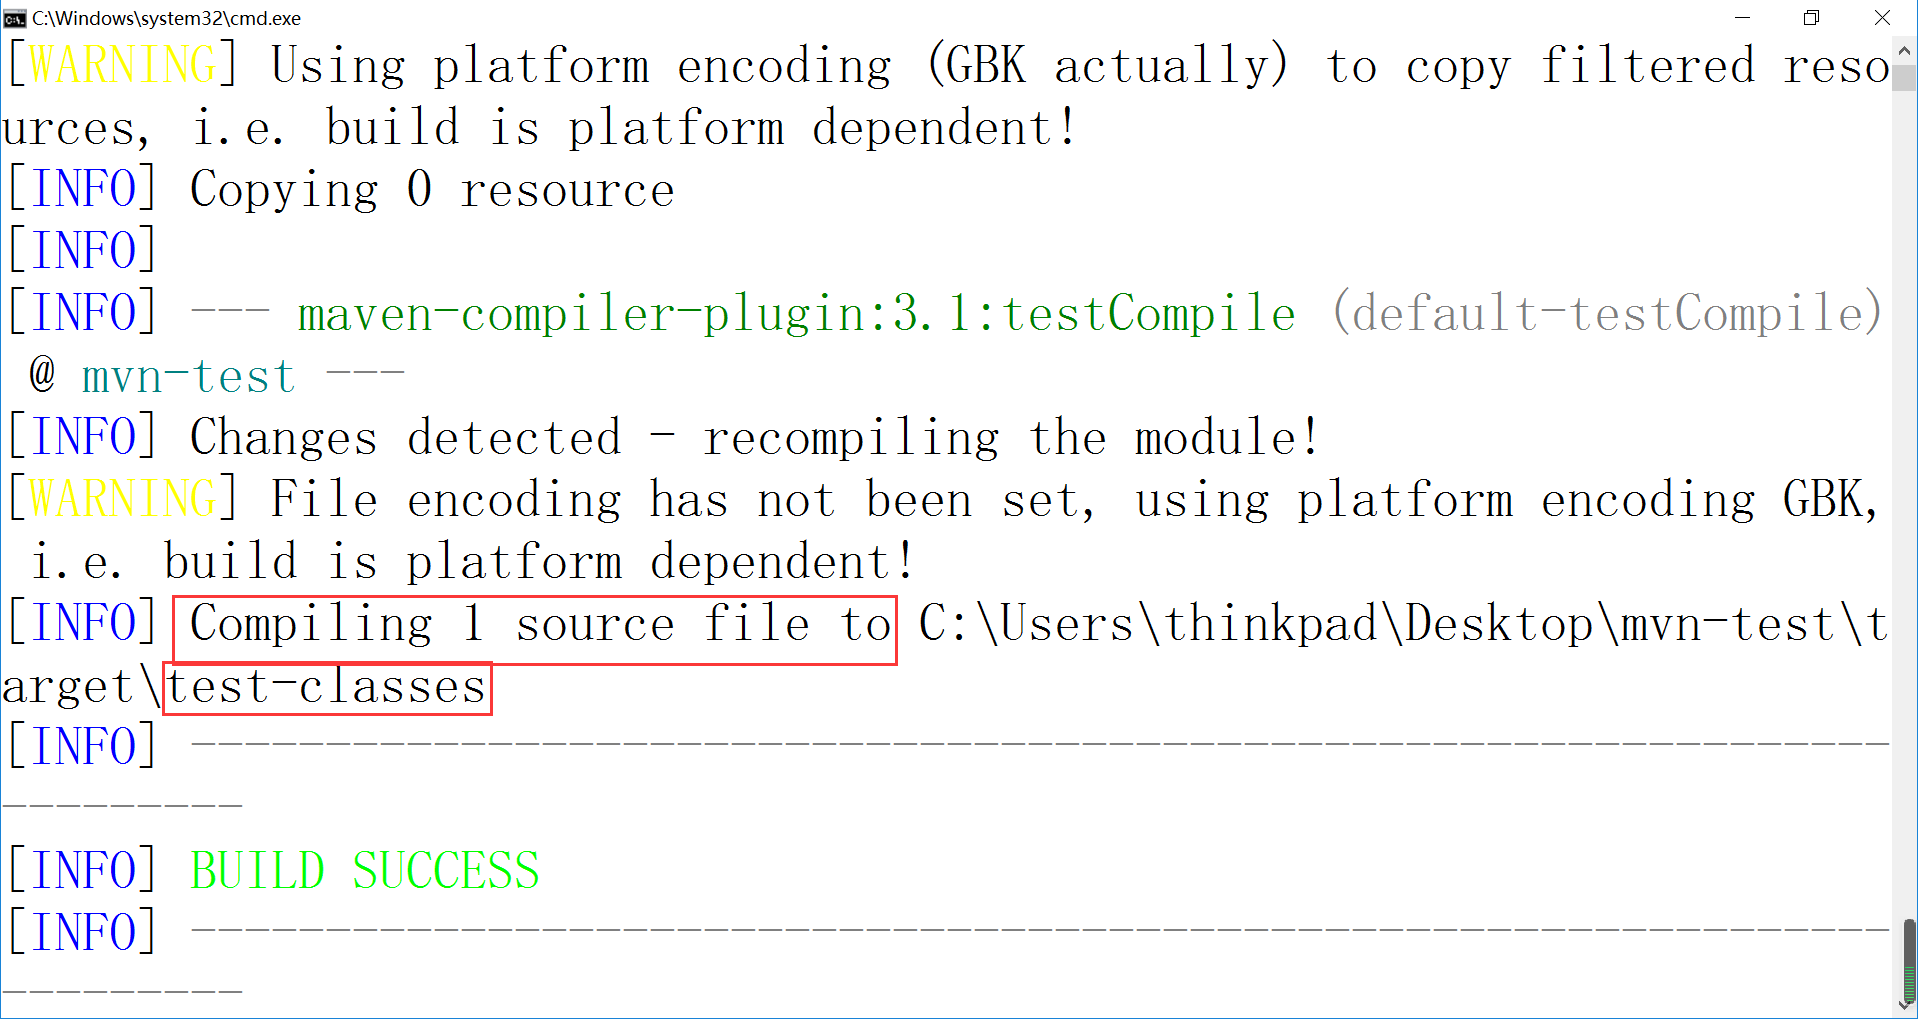 C:\Windows\system32\cmd.exe
[WARNING] Using platform encoding (GBK actually) to copy filtered reso
urces, i.e. build is platform dependent!
[INFO] Copying 0 resource
[INFO]
[INFO] --- maven-compiler-plugin:3.1:testCompile (default-testCompile)
 @ mvn-test ---
[INFO] Changes detected - recompiling the module!
[WARNING] File encoding has not been set, using platform encoding GBK,
 i.e. build is platform dependent!
[INFO] Compiling 1 source file to C:\Users\thinkpad\Desktop\mvn-test\t
arget\test-classes
[INFO] ---------------------------------------------------------------
---------
[INFO] BUILD SUCCESS
[INFO] ---------------------------------------------------------------
---------